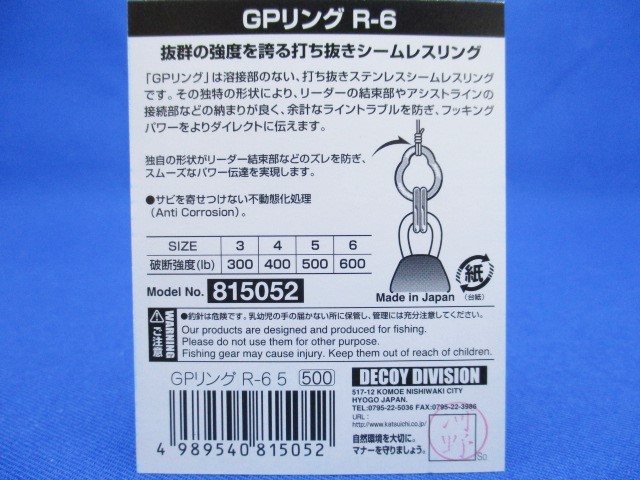 GPリング R-6
抜群の強度を誇る打ち抜きシームレスリング
「GPリング」は溶接部のない、打ち抜きステンレスシームレスリング
です。その独特の形状により、リーダーの結束部やアシストラインの
接続部などの納まりが良く、余計なライントラブルを防ぎ、フッキング
パワーをよりダイレクトに伝えます。
独自の形状がリーダー結束部などのズレを防ぎ、
スムーズなパワー伝達を実現します。
●サビを寄せつけない不動態化処理
（Anti Corrosion）。
SIZE 3 4 5 6
破断強度(lb) 300 400 500 600
Made in Japan
紙
（台紙）
Model No. 815052
WARNING
ご注意
●釣針は危険です。乳幼児の手の届かない所に保管し、管理には充分注意してください。
Our products are designed and produced for fishing.
Please do not use them for other purpose.
Fishing gear may cause injury. Keep them out of reach of children.
GPリング R-6 5 500
4 989540 815052
DECOY DIVISION
517-12 KOMOE NISHIWAKI CITY
HYOGO JAPAN.
TEL:0795-22-5036 FAX:0795-22-3986
URL :
http://www.katsuichi.co.jp/
自然環境を大切に。
マナーを守りましょう。